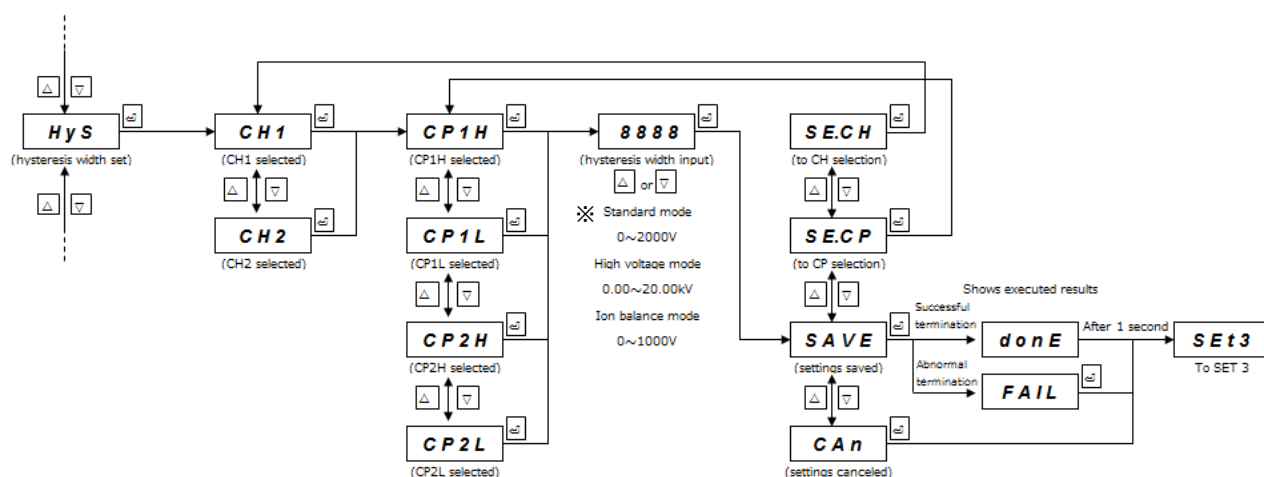 HyS
(hysteresis width set)
CH1
(CH1 selected)
CH2
(CH2 selected)
CP1H
(CP1H selected)
CP1L
(CP1L selected)
CP2H
(CP2H selected)
CP2L
(CP2L selected)
8888
(hysteresis width input)
△ or ▽
※ Standard mode
0~2000V
High voltage mode
0.00~20.00kV
Ion balance mode
0~1000V
SE.CH
(to CH selection)
SE.CP
(to CP selection)
SAVE
(settings saved)
CAn
(settings canceled)
Shows executed results
Successful
termination
donE
After 1 second
Abnormal
termination
FAIL
SEt3
To SET 3